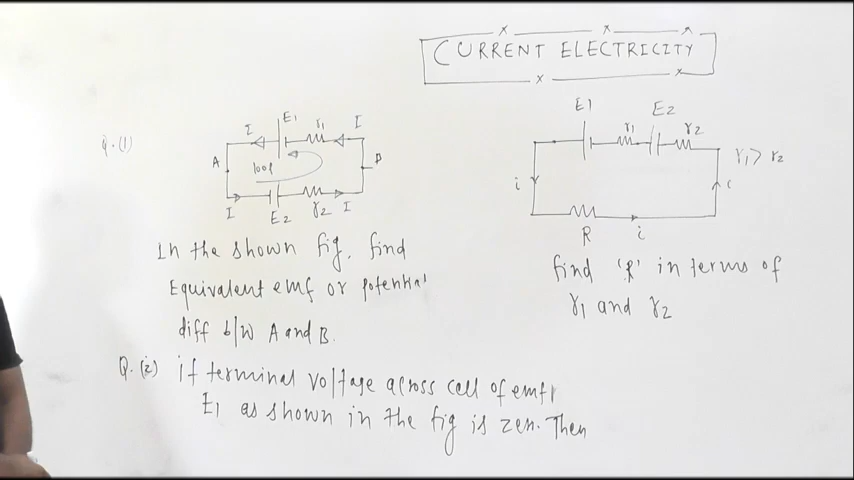 CURRENT ELECTRICITY
Q.(1)
E1
I r1 I
A loop B
I E2 r2 I
E1 E2
r1 r2
r1 > r2
i i
R i
In the shown fig, find
Equivalent emf or potential
diff b/w A and B.
find 'R' in terms of
r1 and r2
Q.(2) if terminal voltage across cell of emf
E1 as shown in the fig is zero. Then